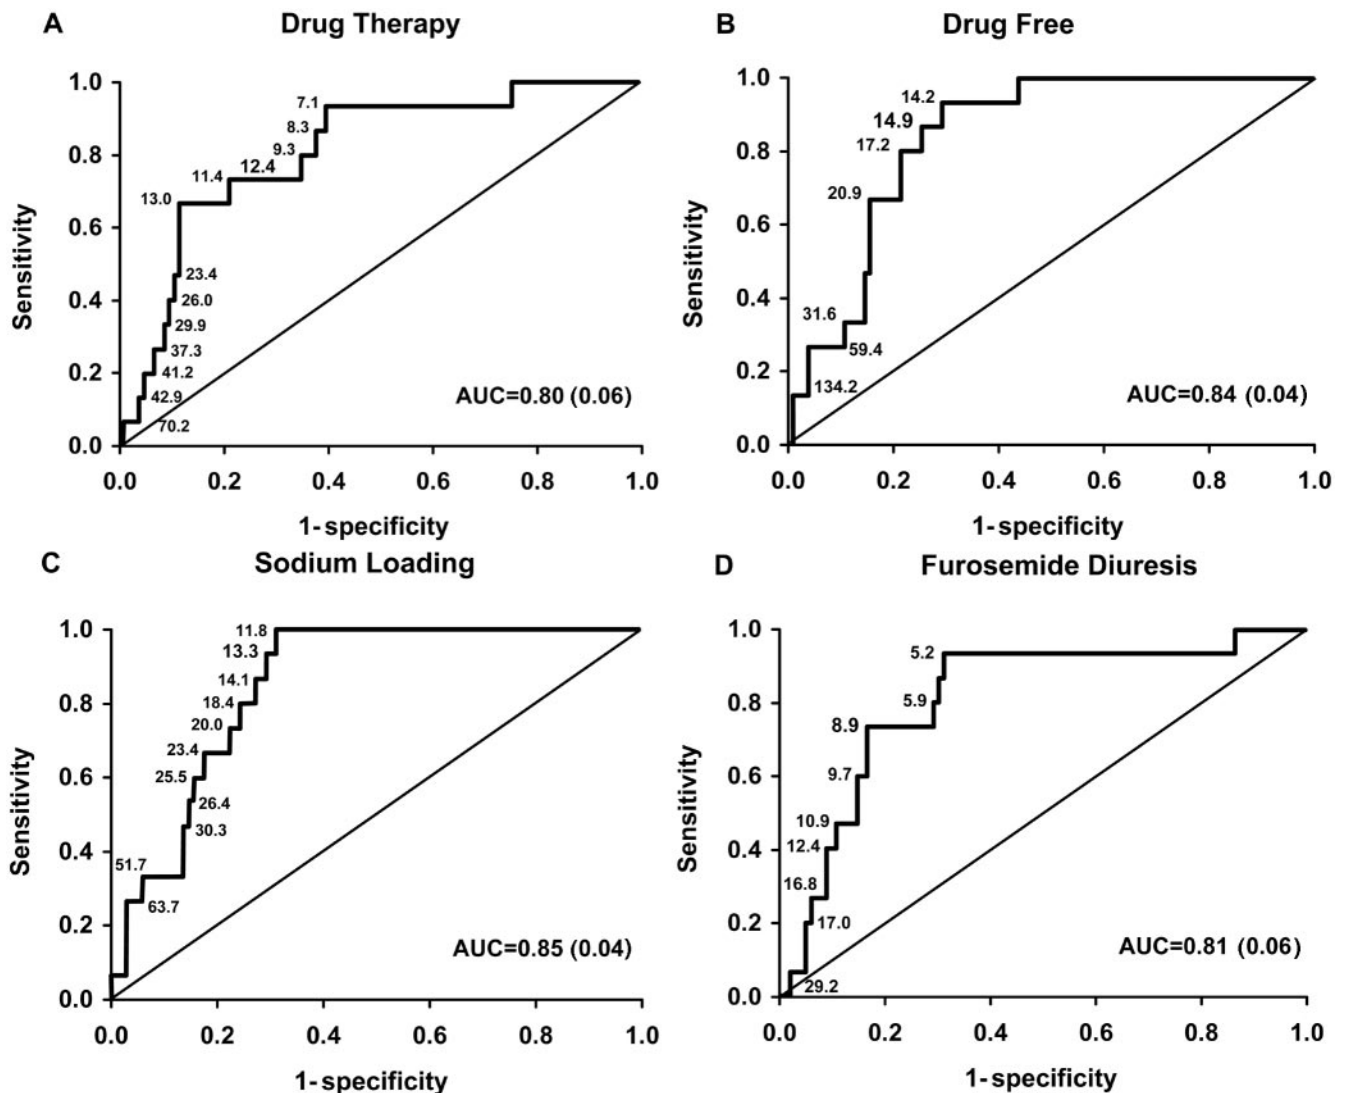 A
Drug Therapy
1.0
0.8
0.6
0.4
0.2
0.0
Sensitivity
7.1
8.3
9.3
12.4
11.4
13.0
23.4
26.0
29.9
37.3
41.2
42.9
70.2
AUC=0.80 (0.06)
0.0 0.2 0.4 0.6 0.8 1.0
1-specificity
B
Drug Free
1.0
0.8
0.6
0.4
0.2
0.0
Sensitivity
14.2
14.9
17.2
20.9
31.6
59.4
134.2
AUC=0.84 (0.04)
0.0 0.2 0.4 0.6 0.8 1.0
1-specificity
C
Sodium Loading
1.0
0.8
0.6
0.4
0.2
0.0
Sensitivity
11.8
13.3
14.1
18.4
20.0
23.4
25.5
26.4
30.3
51.7
63.7
AUC=0.85 (0.04)
0.0 0.2 0.4 0.6 0.8 1.0
1-specificity
D
Furosemide Diuresis
1.0
0.8
0.6
0.4
0.2
0.0
Sensitivity
5.2
5.9
8.9
9.7
10.9
12.4
16.8
17.0
29.2
AUC=0.81 (0.06)
0.0 0.2 0.4 0.6 0.8 1.0
1-specificity